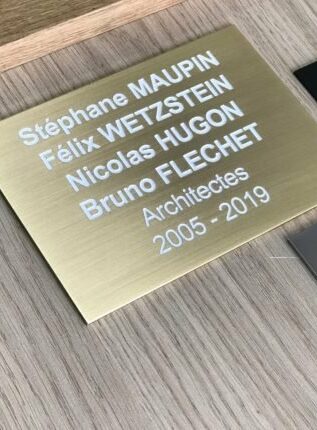 Stéphane MAUPIN
Félix WETZSTEIN
Nicolas HUGON
Bruno FLECHET
Architectes
2005 - 2019